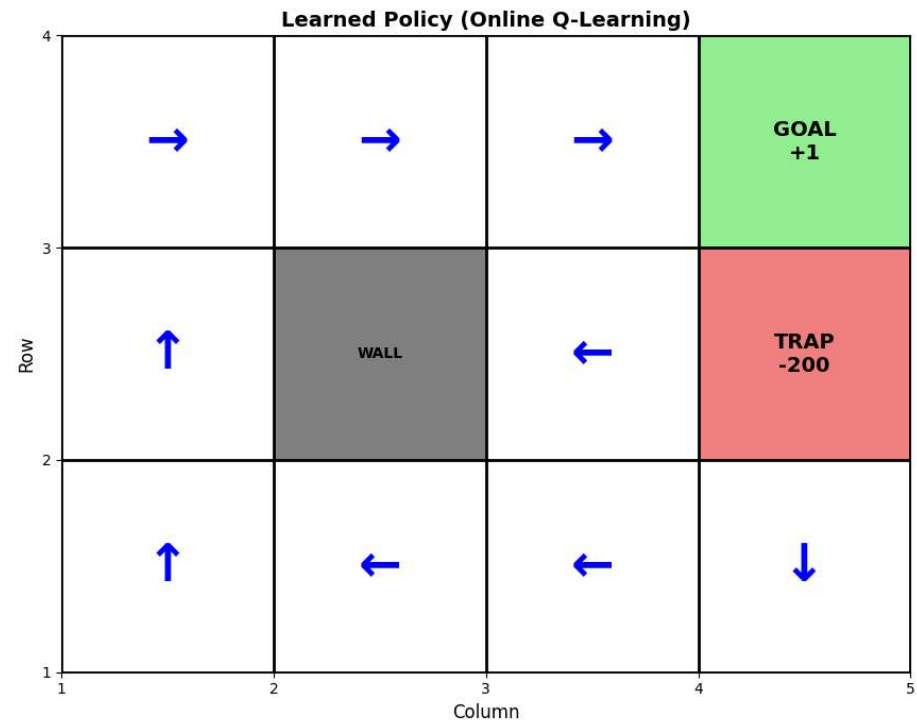 Learned Policy (Online Q-Learning)
4
→ → → GOAL
+1
3
↑ WALL ← TRAP
-200
Row
2
↑ ← ← ↓
1
1 2 3 4 5
Column